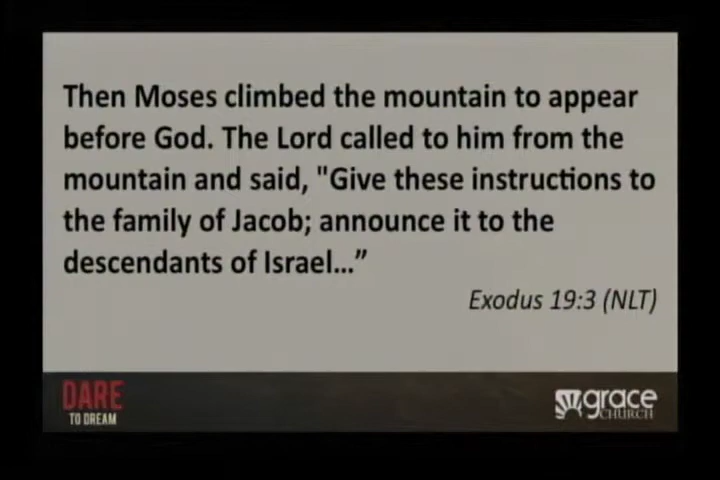 Then Moses climbed the mountain to appear
before God. The Lord called to him from the
mountain and said, "Give these instructions to
the family of Jacob; announce it to the
descendants of Israel...”
Exodus 19:3 (NLT)
DARE
TO DREAM
grace
CHURCH